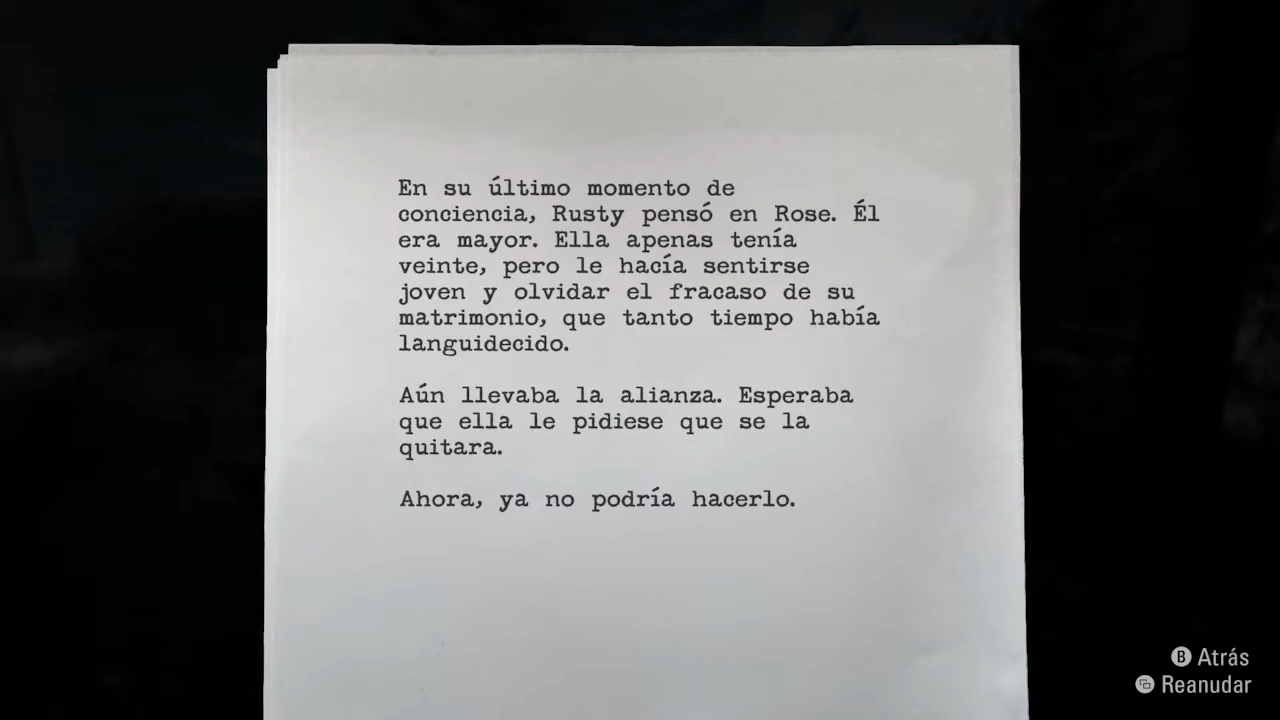 En su último momento de
conciencia, Rusty pensó en Rose. Él
era mayor. Ella apenas tenía
veinte, pero le hacía sentirse
joven y olvidar el fracaso de su
matrimonio, que tanto tiempo había
languidecido.
Aún llevaba la alianza. Esperaba
que ella le pidiese que se la
quitara.
Ahora, ya no podría hacerlo.
B Atrás
Reanudar